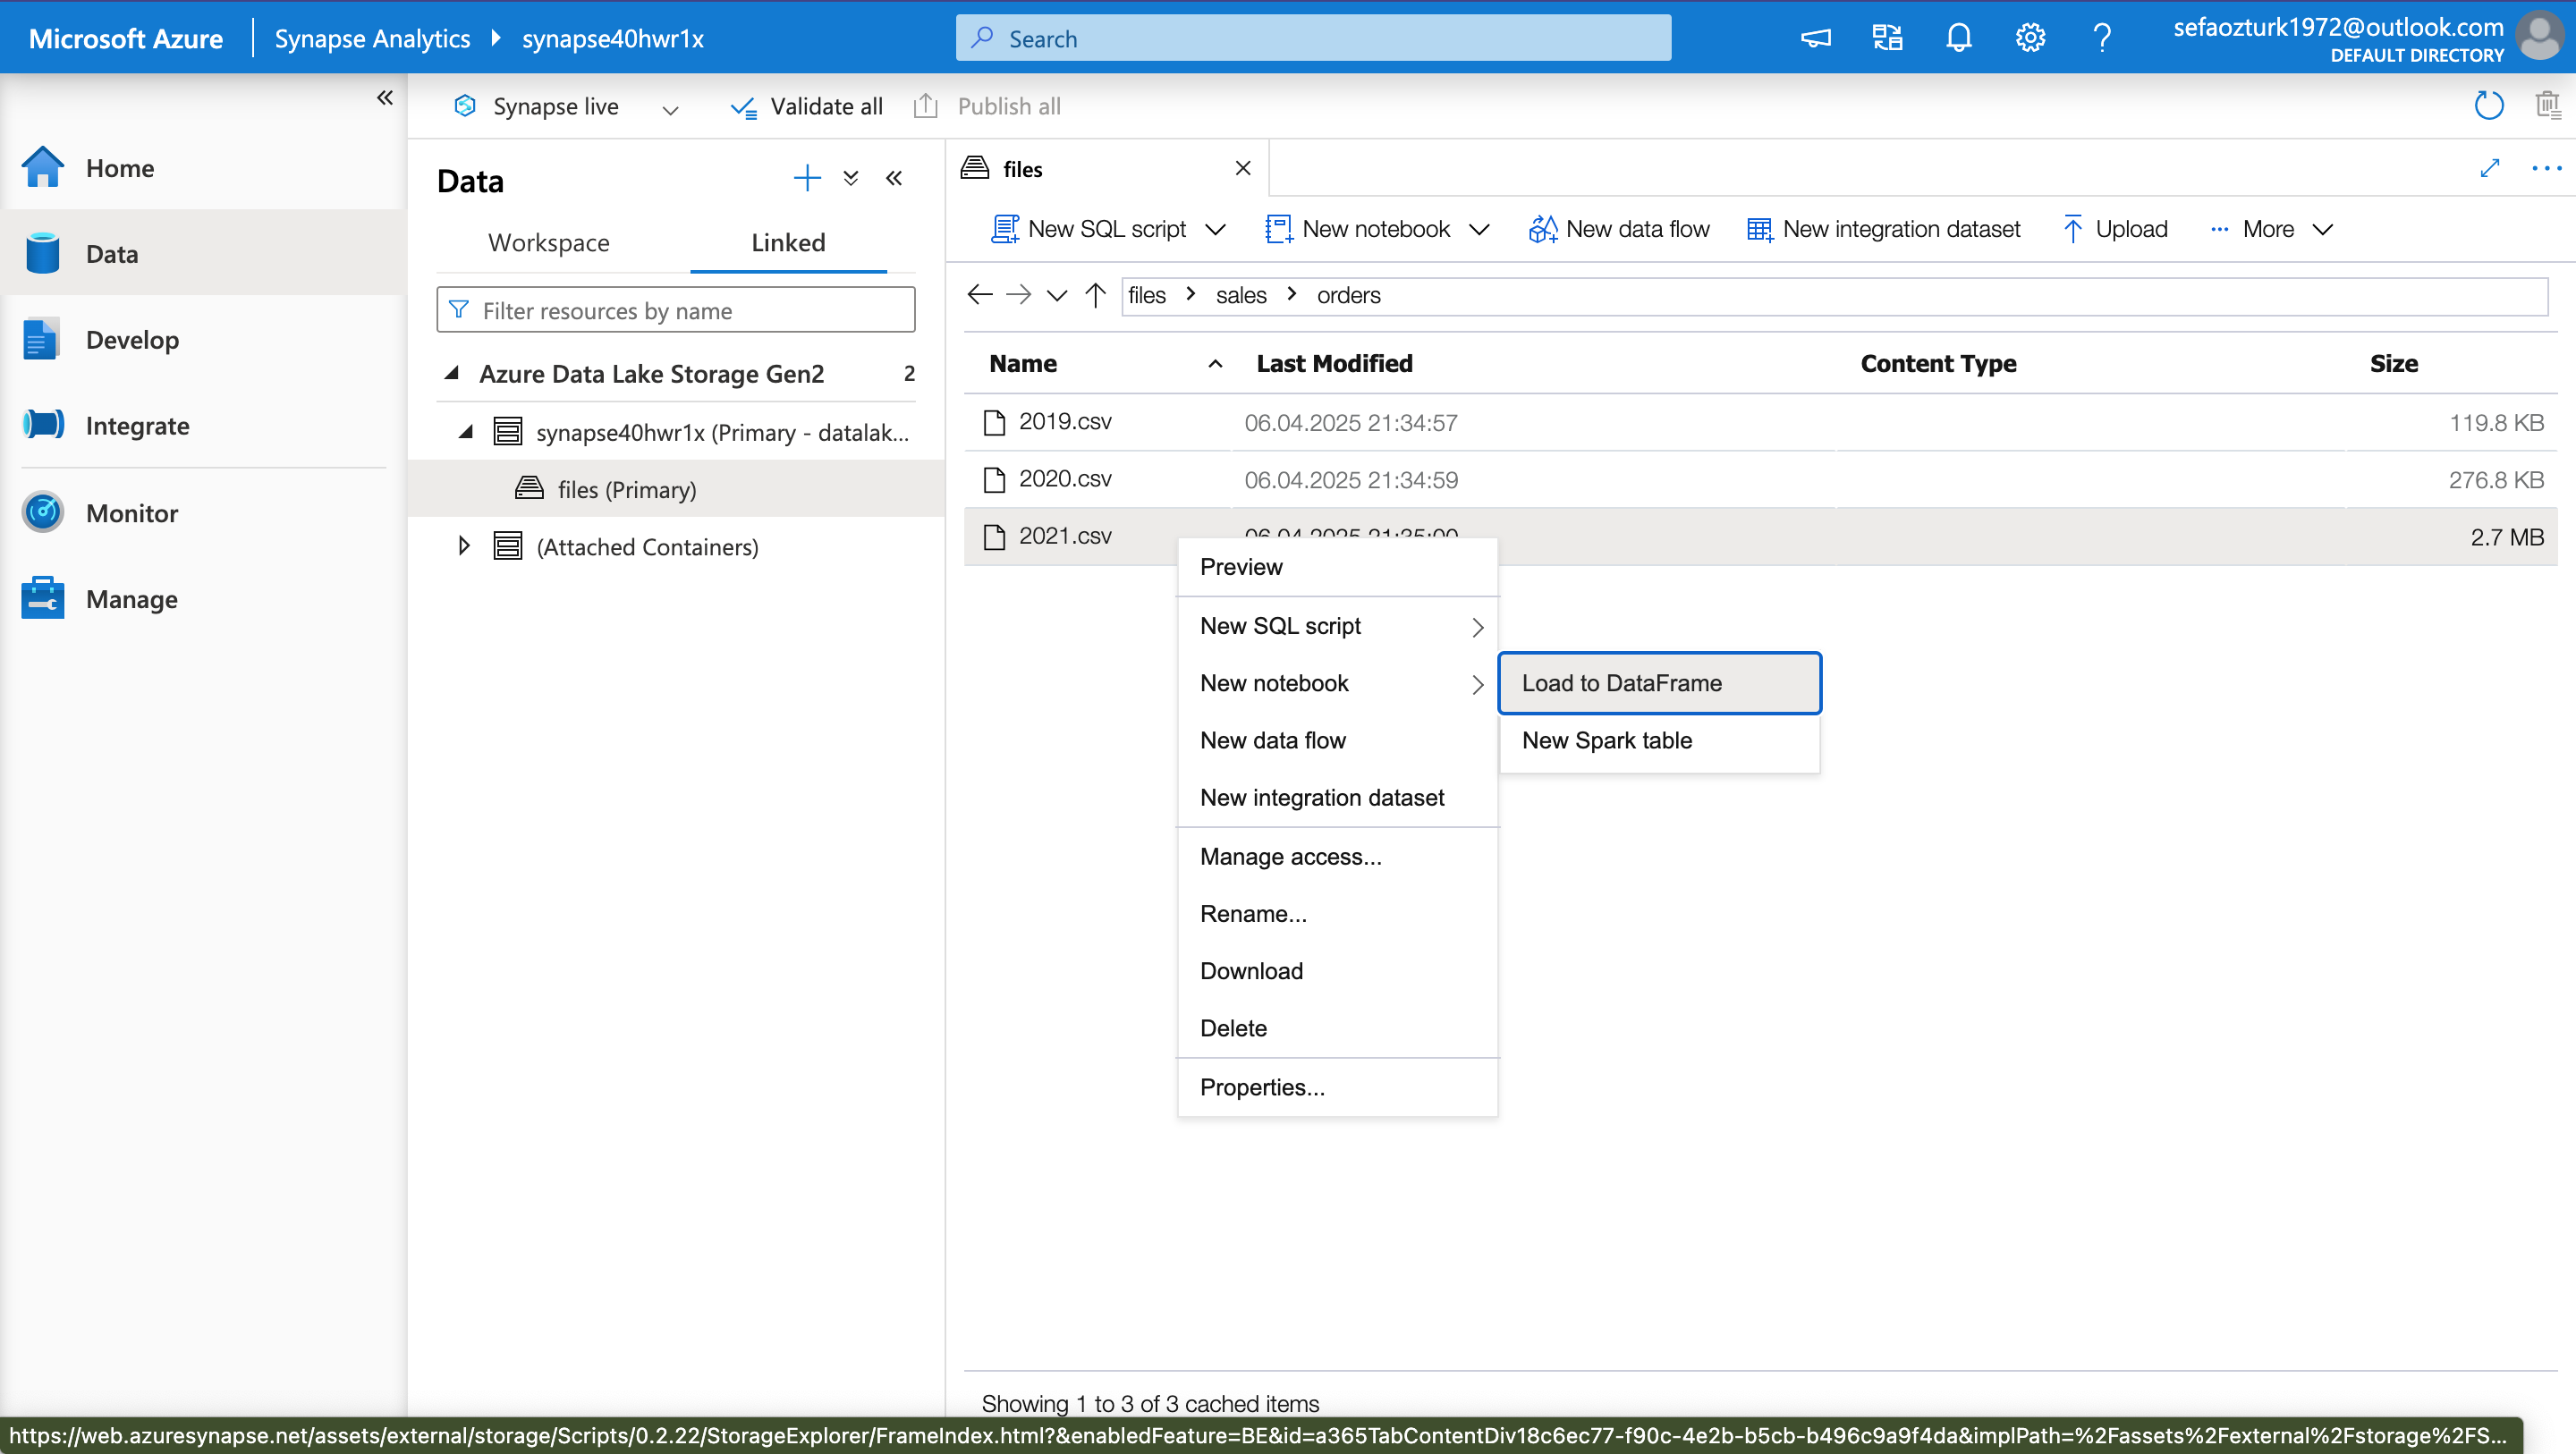 Microsoft Azure
Synapse Analytics
synapse40hwr1x
Search
sefaozturk1972@outlook.com
DEFAULT DIRECTORY
Synapse live
Validate all
Publish all
Home
Data
Develop
Integrate
Monitor
Manage
Data
Workspace
Linked
Filter resources by name
Azure Data Lake Storage Gen2 2
synapse40hwr1x (Primary - datalak...
files (Primary)
(Attached Containers)
files
New SQL script
New notebook
New data flow
New integration dataset
Upload
More
files > sales > orders
Name Last Modified Content Type Size
2019.csv 06.04.2025 21:34:57 119.8 KB
2020.csv 06.04.2025 21:34:59 276.8 KB
2021.csv 06.04.2025 21:35:00 2.7 MB
Preview
New SQL script
New notebook
Load to DataFrame
New data flow
New Spark table
New integration dataset
Manage access...
Rename...
Download
Delete
Properties...
Showing 1 to 3 of 3 cached items
https://web.azuresynapse.net/assets/external/storage/Scripts/0.2.22/StorageExplorer/FrameIndex.html?&enabledFeature=BE&id=a365TabContentDiv18c6ec77-f90c-4e2b-b5cb-b496c9a9f4da&implPath=%2Fassets%2Fexternal%2Fstorage%2FS...